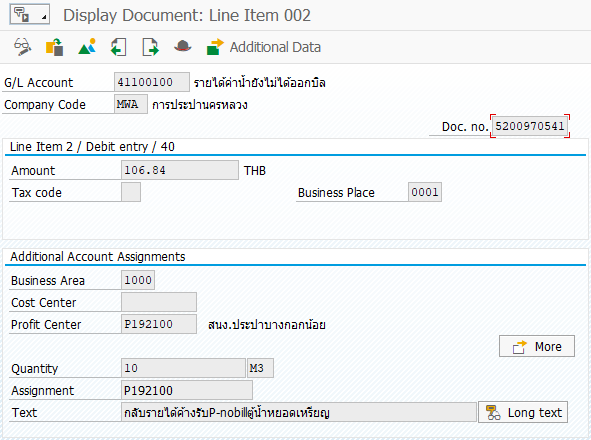 Display Document: Line Item 002
Additional Data
G/L Account 41100100 รายได้ค่าน้ำยังไม่ได้ออกบิล
Company Code MWA การประปานครหลวง
Doc. no. 5200970541
Line Item 2 / Debit entry / 40
Amount 106.84 THB
Tax code Business Place 0001
Additional Account Assignments
Business Area 1000
Cost Center
Profit Center P192100 สนง.ประปาบางกอกน้อย
More
Quantity 10 M3
Assignment P192100
Text กลับรายได้ค้างรับP-nobillตู้น้ำหยอดเหรียญ Long text